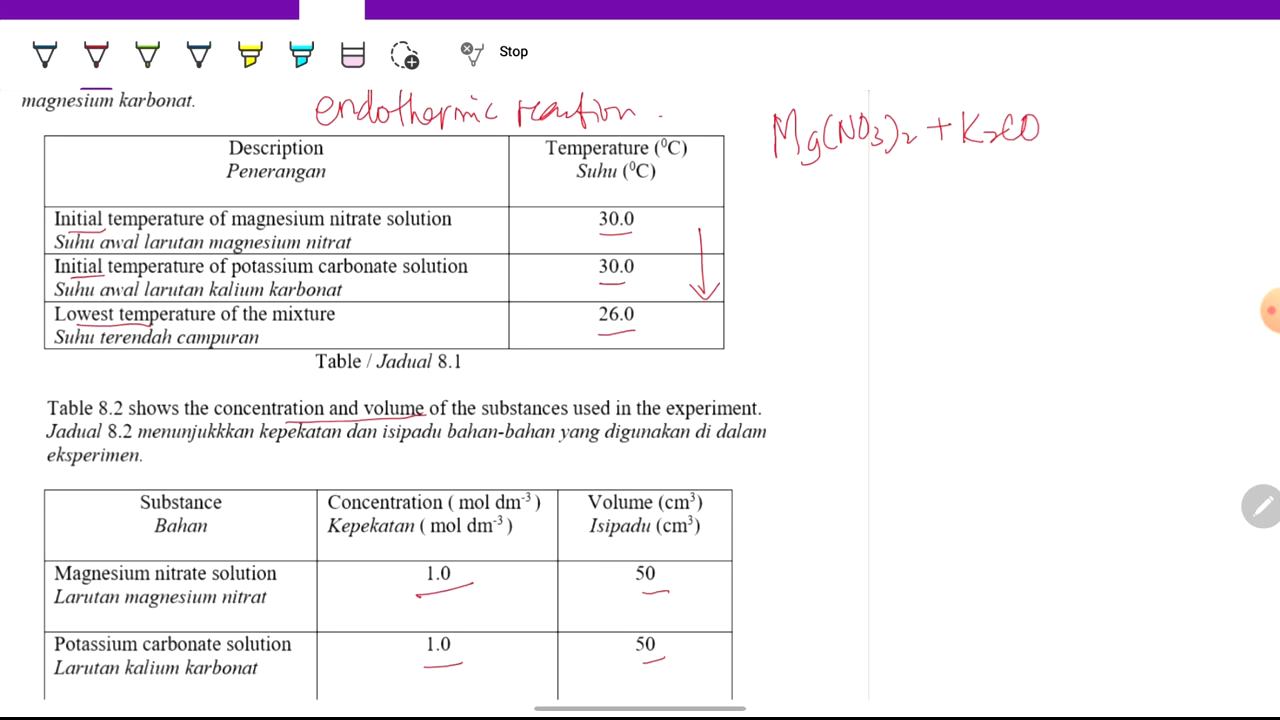 Stop
magnesium karbonat.
endothermic reaction.
Mg(NO3)2 + K2CO
Description Temperature (⁰C)
Penerangan Suhu (⁰C)
Initial temperature of magnesium nitrate solution 30.0
Suhu awal larutan magnesium nitrat
Initial temperature of potassium carbonate solution 30.0
Suhu awal larutan kalium karbonat
Lowest temperature of the mixture 26.0
Suhu terendah campuran
Table / Jadual 8.1
Table 8.2 shows the concentration and volume of the substances used in the experiment.
Jadual 8.2 menunjukkkan kepekatan dan isipadu bahan-bahan yang digunakan di dalam
eksperimen.
Substance Concentration ( mol dm⁻³ ) Volume (cm³)
Bahan Kepekatan ( mol dm⁻³ ) Isipadu (cm³)
Magnesium nitrate solution 1.0 50
Larutan magnesium nitrat
Potassium carbonate solution 1.0 50
Larutan kalium karbonat